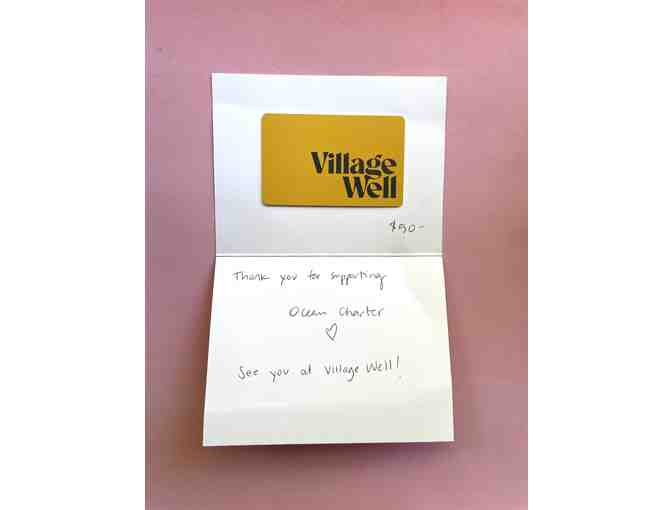 Village
Well
$50-
Thank you for supporting
Ocean Charter
See you at Village Well!